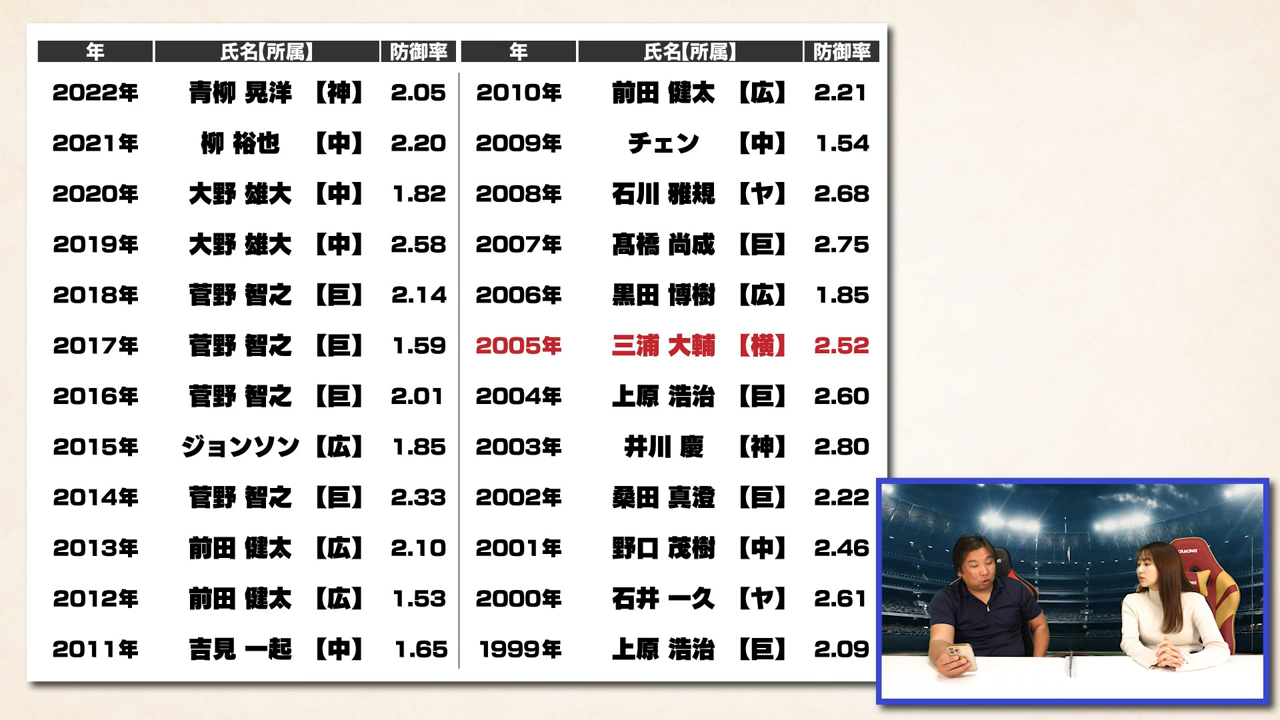 年 氏名【所属】 防御率 年 氏名【所属】 防御率
2022年 青柳 晃洋 【神】 2.05 2010年 前田 健太 【広】 2.21
2021年 柳 裕也 【中】 2.20 2009年 チェン 【中】 1.54
2020年 大野 雄大 【中】 1.82 2008年 石川 雅規 【ヤ】 2.68
2019年 大野 雄大 【中】 2.58 2007年 髙橋 尚成 【巨】 2.75
2018年 菅野 智之 【巨】 2.14 2006年 黒田 博樹 【広】 1.85
2017年 菅野 智之 【巨】 1.59 2005年 三浦 大輔 【横】 2.52
2016年 菅野 智之 【巨】 2.01 2004年 上原 浩治 【巨】 2.60
2015年 ジョンソン 【広】 1.85 2003年 井川 慶 【神】 2.80
2014年 菅野 智之 【巨】 2.33 2002年 桑田 真澄 【巨】 2.22
2013年 前田 健太 【広】 2.10 2001年 野口 茂樹 【中】 2.46
2012年 前田 健太 【広】 1.53 2000年 石井 一久 【ヤ】 2.61
2011年 吉見 一起 【中】 1.65 1999年 上原 浩治 【巨】 2.09